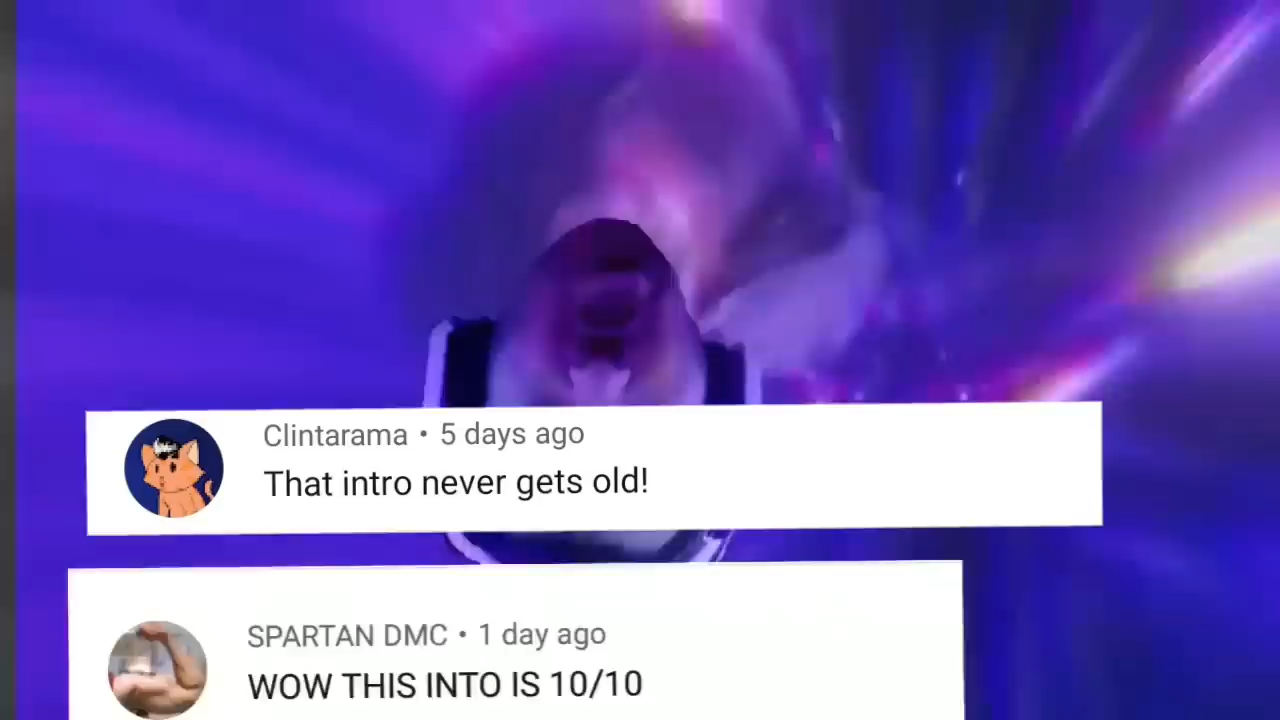 Clintarama • 5 days ago
That intro never gets old!
SPARTAN DMC • 1 day ago
WOW THIS INTO IS 10/10